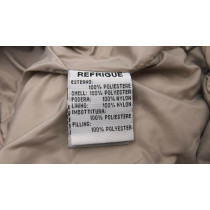 REFRIGUE
ESTERNO:
100% POLIESTERE
SHELL: 100% POLYESTER
FODERA: 100% NYLON
LINING: 100% NYLON
IMBOTTITURA:
100% POLIESTERE
FILLING:
100% POLYESTER